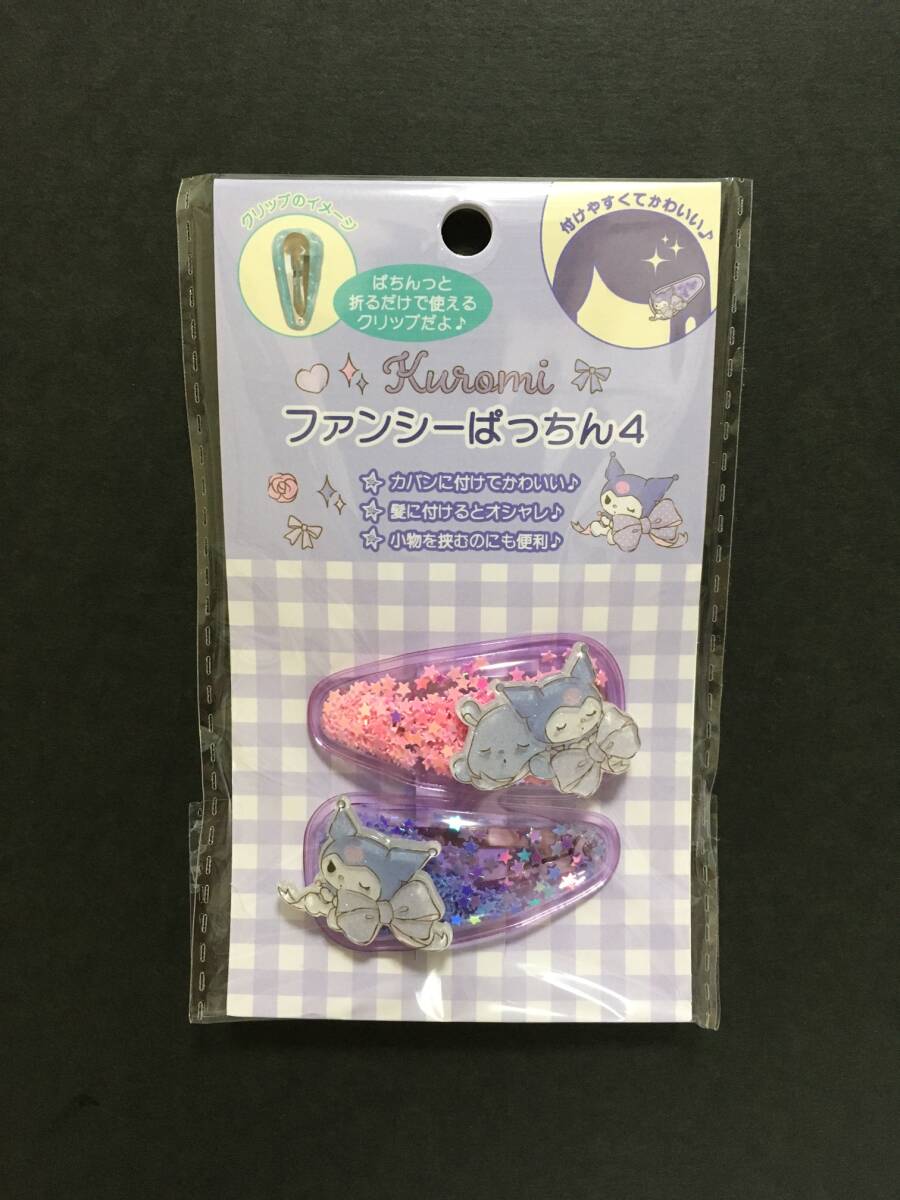 クリップのイメージ
ぱちんっと
折るだけで使える
クリップだよ♪
付けやすくてかわいい♪
Kuromi
ファンシーぱっちん4
カバンに付けてかわいい♪
髪に付けるとオシャレ♪
小物を挟むのにも便利♪